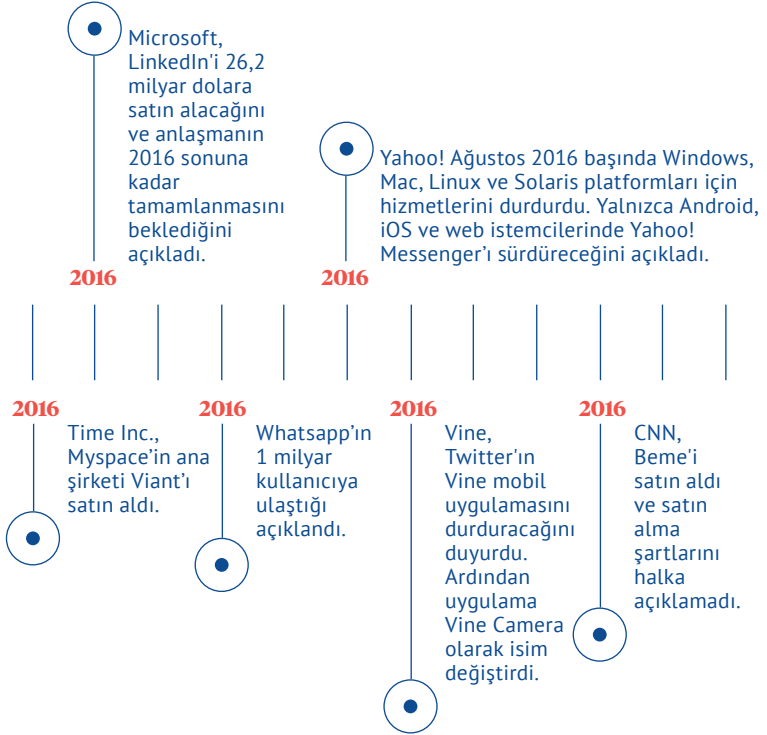 Microsoft,
LinkedIn'i 26,2
milyar dolara
satın alacağını
ve anlaşmanın
2016 sonuna
kadar
tamamlanmasını
beklediğini
açıkladı.
2016
Yahoo! Ağustos 2016 başında Windows,
Mac, Linux ve Solaris platformları için
hizmetlerini durdurdu. Yalnızca Android,
iOS ve web istemcilerinde Yahoo!
Messenger’ı sürdüreceğini açıkladı.
2016
2016
Time Inc.,
Myspace’in ana
şirketi Viant’ı
satın aldı.
2016
Whatsapp’ın
1 milyar
kullanıcıya
ulaştığı
açıklandı.
2016
Vine,
Twitter'ın
Vine mobil
uygulamasını
durduracağını
duyurdu.
Ardından
uygulama
Vine Camera
olarak isim
değiştirdi.
2016
CNN,
Beme'i
satın aldı
ve satın
alma
şartlarını
halka
açıklamadı.